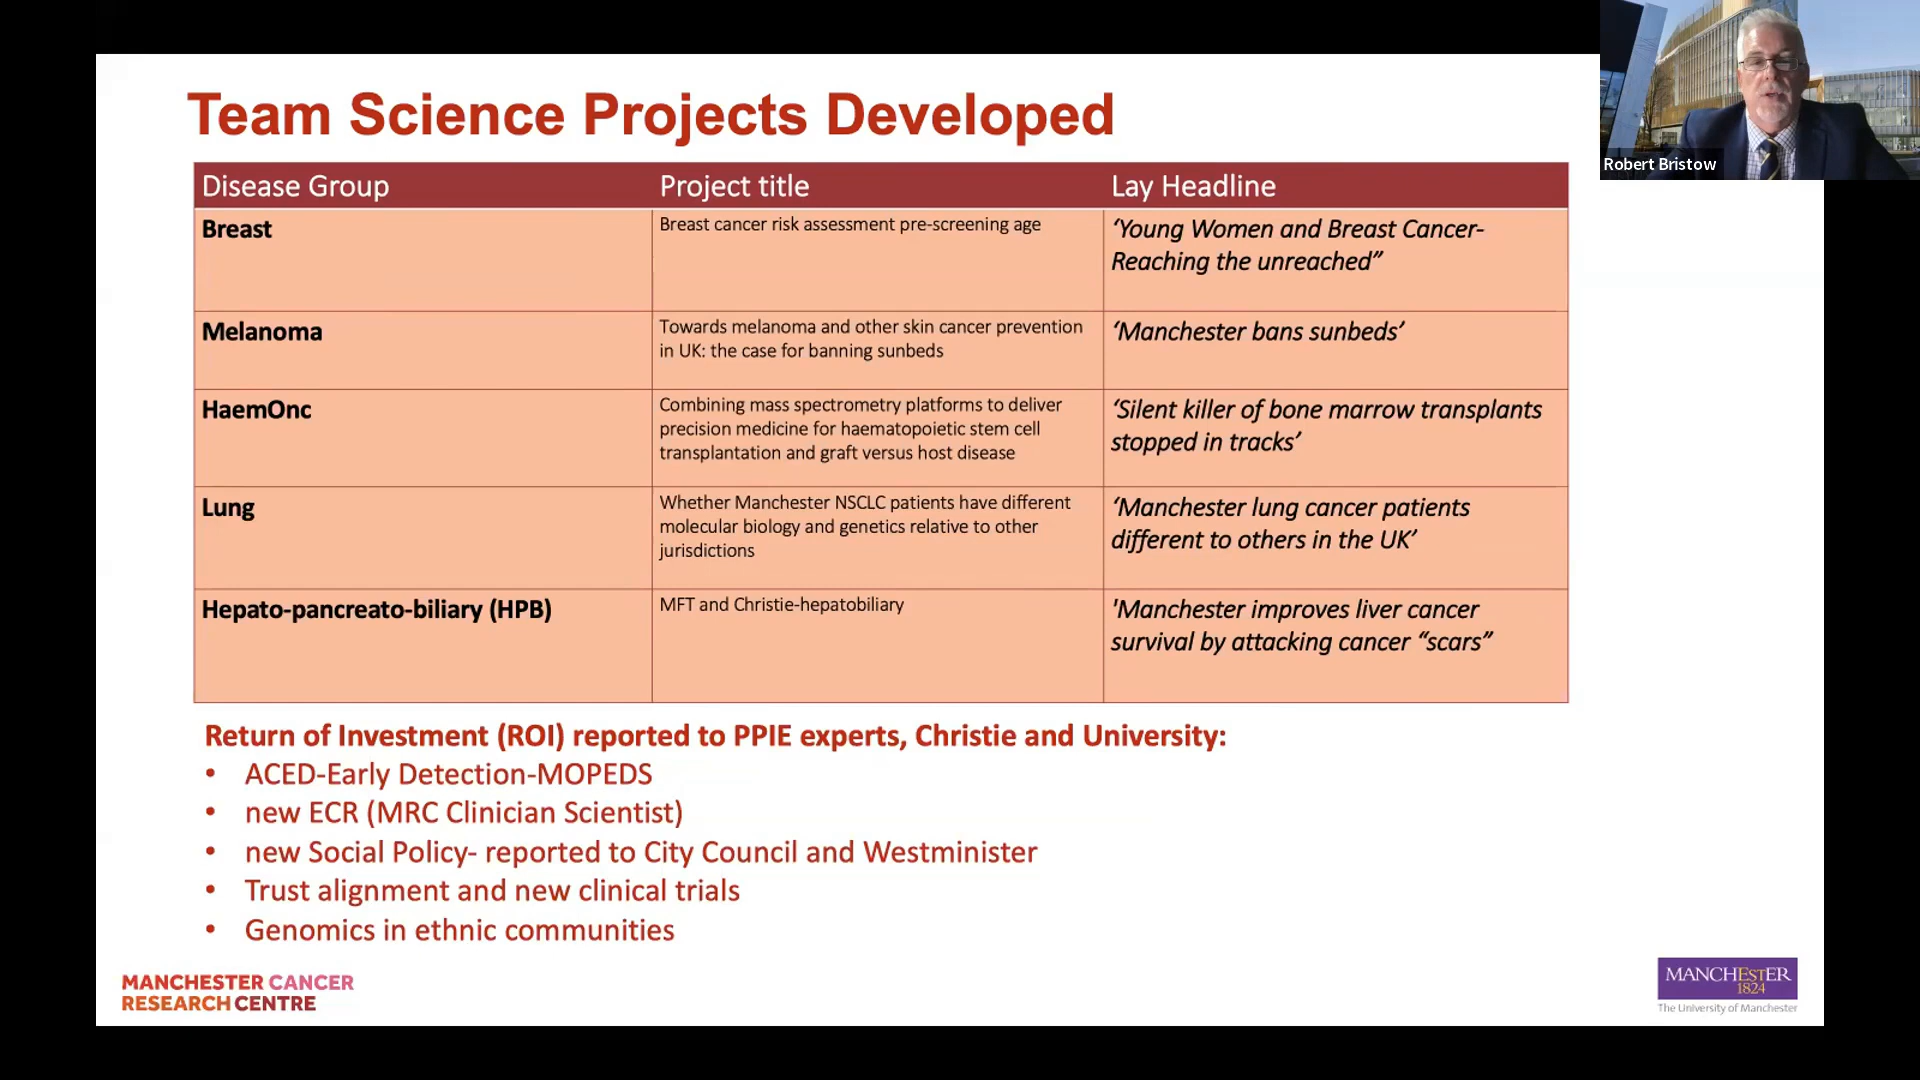 Team Science Projects Developed
Robert Bristow
Disease Group
Project title
Lay Headline
Breast
Breast cancer risk assessment pre-screening age
‘Young Women and Breast Cancer-
Reaching the unreached”
Melanoma
Towards melanoma and other skin cancer prevention
in UK: the case for banning sunbeds
‘Manchester bans sunbeds’
HaemOnc
Combining mass spectrometry platforms to deliver
precision medicine for haematopoietic stem cell
transplantation and graft versus host disease
‘Silent killer of bone marrow transplants
stopped in tracks’
Lung
Whether Manchester NSCLC patients have different
molecular biology and genetics relative to other
jurisdictions
‘Manchester lung cancer patients
different to others in the UK’
Hepato-pancreato-biliary (HPB)
MFT and Christie-hepatobiliary
'Manchester improves liver cancer
survival by attacking cancer “scars”
Return of Investment (ROI) reported to PPIE experts, Christie and University:
• ACED-Early Detection-MOPEDS
• new ECR (MRC Clinician Scientist)
• new Social Policy- reported to City Council and Westminister
• Trust alignment and new clinical trials
• Genomics in ethnic communities
MANCHESTER CANCER
RESEARCH CENTRE
MANCHEStER
1824
The University of Manchester